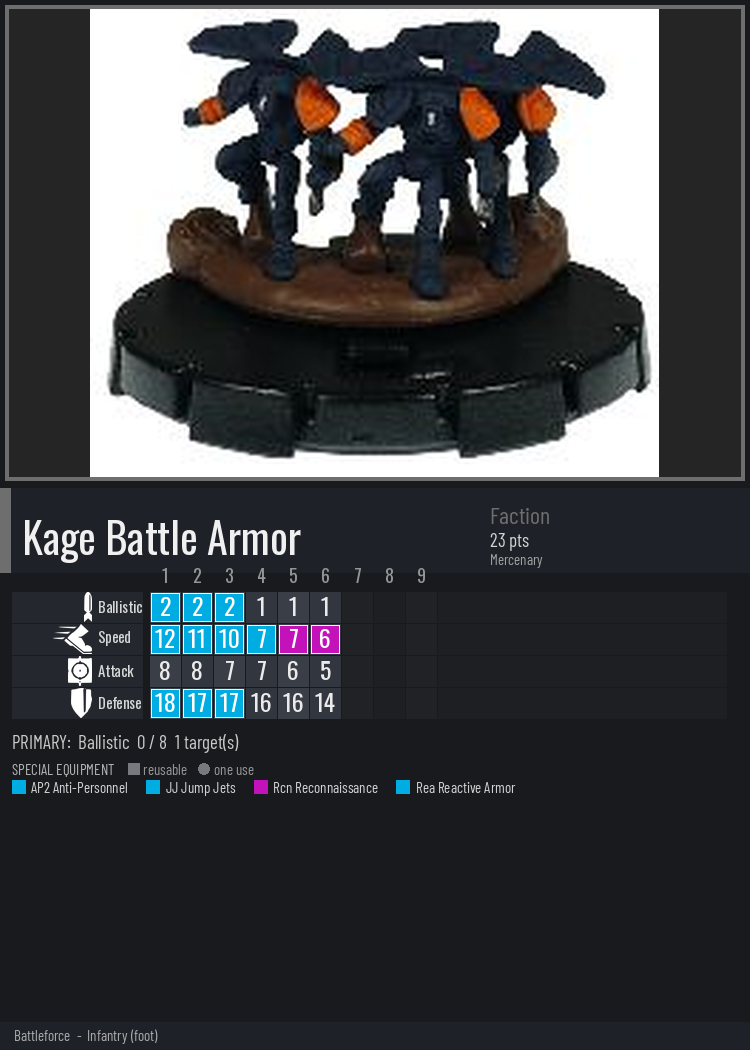 Kage Battle Armor
Faction
23 pts
Mercenary
1 2 3 4 5 6 7 8 9
Ballistic 2 2 2 1 1 1
Speed 12 11 10 7 7 6
Attack 8 8 7 7 6 5
Defense 18 17 17 16 16 14
PRIMARY: Ballistic 0 / 8 1 target(s)
SPECIAL EQUIPMENT reusable one use
AP2 Anti-Personnel JJ Jump Jets Rcn Reconnaissance Rea Reactive Armor
Battleforce - Infantry (foot)